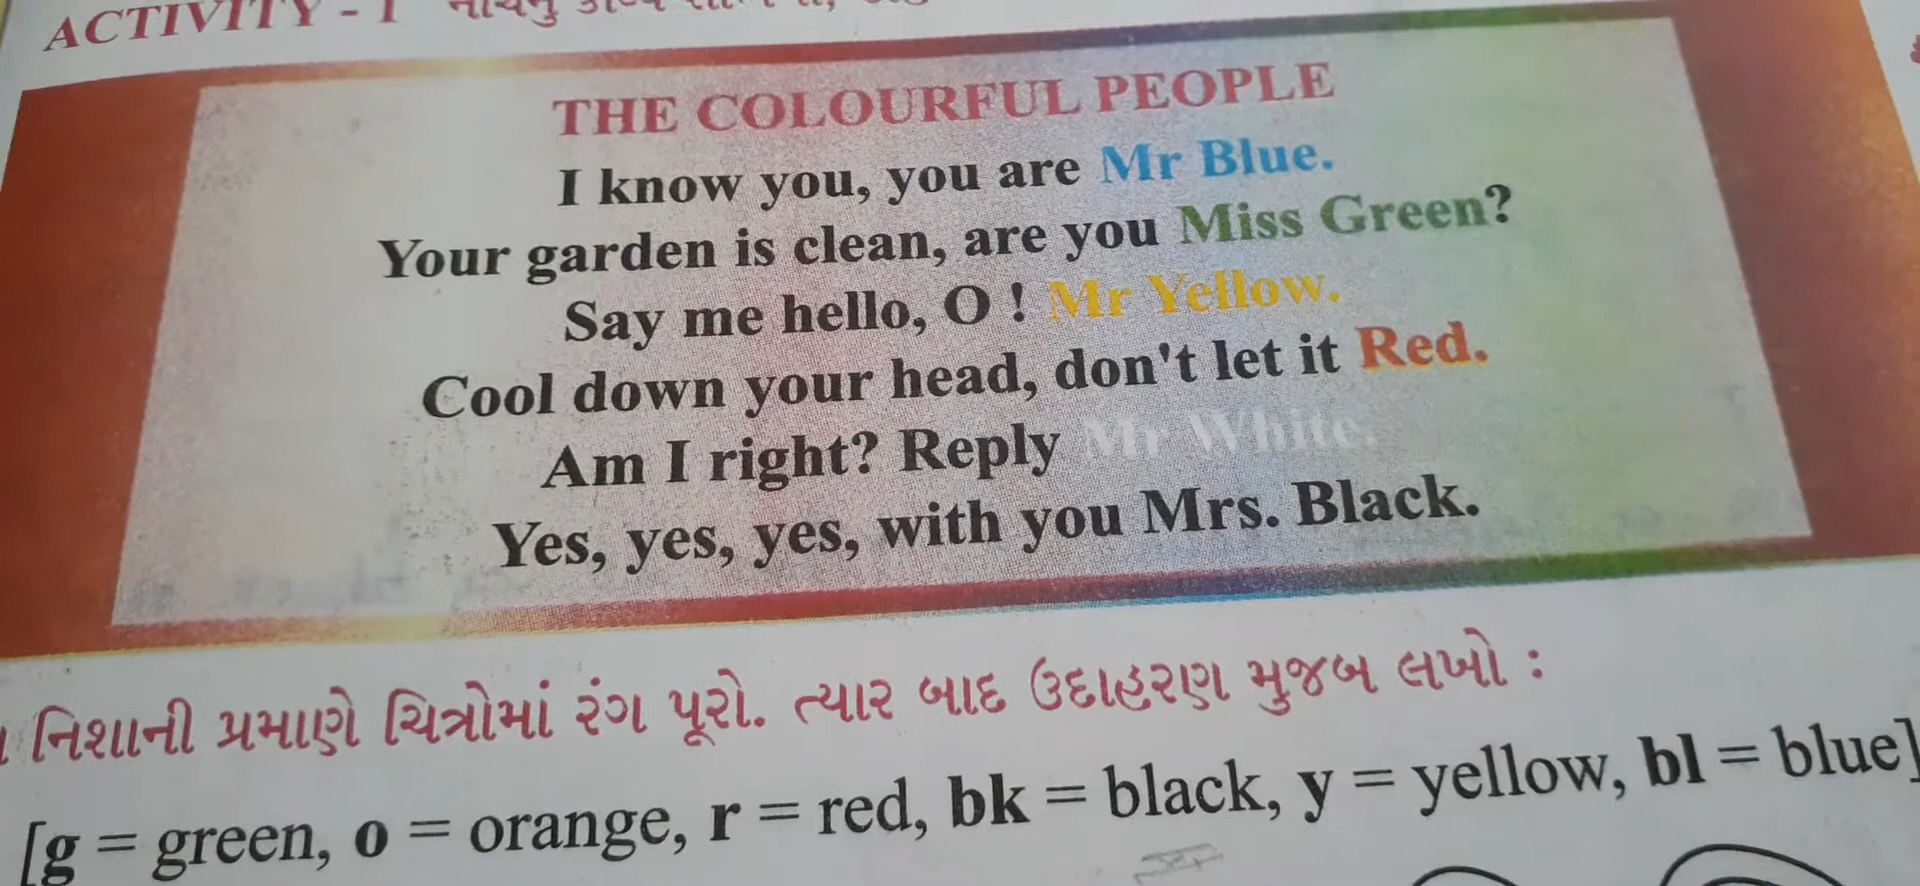 ACTIVITY - 1 નીચેનું કાવ્ય
THE COLOURFUL PEOPLE
I know you, you are Mr Blue.
Your garden is clean, are you Miss Green?
Say me hello, O ! Mr Yellow.
Cool down your head, don't let it Red.
Am I right? Reply Mr White.
Yes, yes, yes, with you Mrs. Black.
નિશાની પ્રમાણે ચિત્રોમાં રંગ પૂરો. ત્યાર બાદ ઉદાહરણ મુજબ લખો :
[g = green, o = orange, r = red, bk = black, y = yellow, bl = blue]